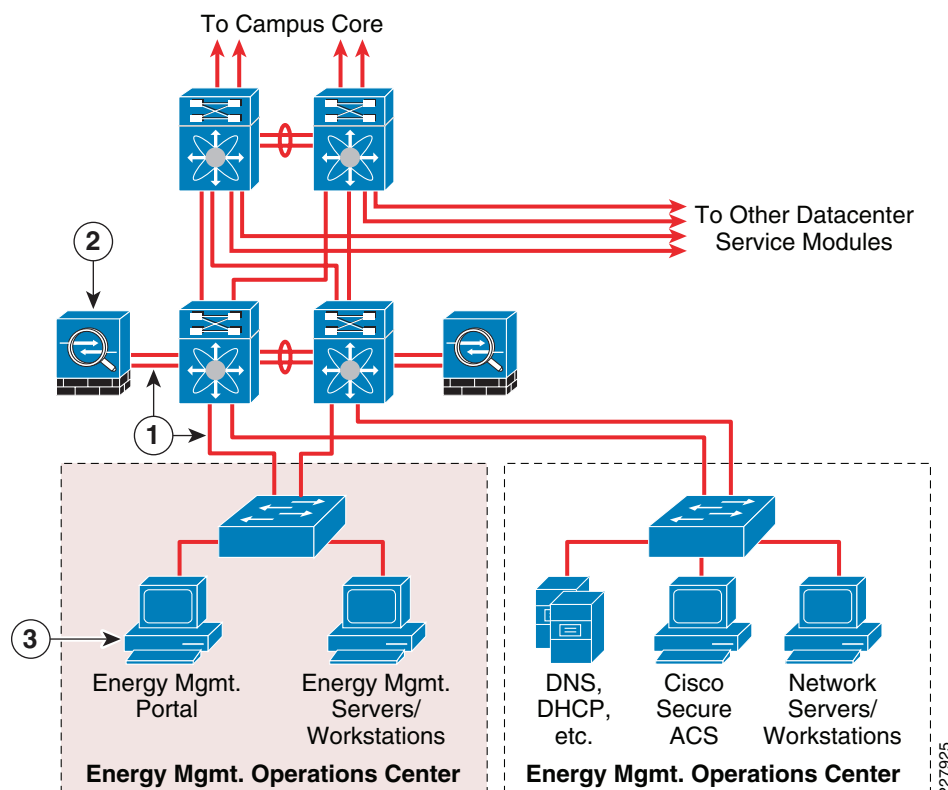 To Campus Core
To Other Datacenter
Service Modules
2
1
3
Energy Mgmt.
Portal
Energy Mgmt.
Servers/
Workstations
Energy Mgmt. Operations Center
DNS,
DHCP,
etc.
Cisco
Secure
ACS
Network
Servers/
Workstations
Energy Mgmt. Operations Center
227925